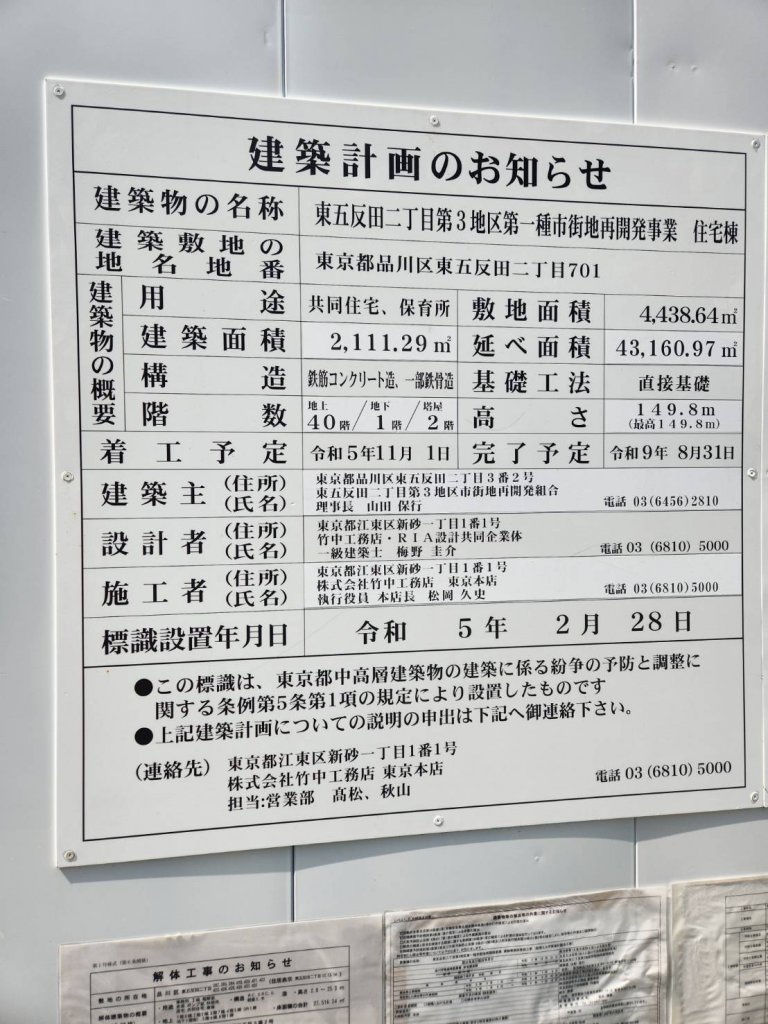 建築計画のお知らせ
建築物の名称 東五反田二丁目第3地区第一種市街地再開発事業 住宅棟
建築敷地の地名地番 東京都品川区東五反田二丁目701
建築物の概要
用途 共同住宅、保育所 敷地面積 4,438.64㎡
建築面積 2,111.29㎡ 延べ面積 43,160.97㎡
構造 鉄筋コンクリート造、一部鉄骨造 基礎工法 直接基礎
階数 地上40階/地下1階/塔屋2階 高さ 149.8m
(最高149.8m)
着工予定 令和5年11月 1日 完了予定 令和9年 8月31日
建築主(住所)(氏名)
東京都品川区東五反田二丁目3番2号
東五反田二丁目第3地区市街地再開発組合
理事長 山田 保行 電話 03(6456)2810
設計者(住所)(氏名)
東京都江東区新砂一丁目1番1号
竹中工務店・RIA設計共同企業体
一級建築士 梅野 圭介 電話 03 (6810) 5000
施工者(住所)(氏名)
東京都江東区新砂一丁目1番1号
株式会社竹中工務店 東京本店
執行役員 本店長 松岡 久史 電話 03(6810)5000
標識設置年月日 令和 5年 2月 28日
●この標識は、東京都中高層建築物の建築に係る紛争の予防と調整に
関する条例第5条第1項の規定により設置したものです
●上記建築計画についての説明の申出は下記へ御連絡下さい。
(連絡先) 東京都江東区新砂一丁目1番1号
株式会社竹中工務店 東京本店
担当:営業部 髙松、秋山 電話 03 (6810) 5000
解体工事のお知らせ
敷地の所在地